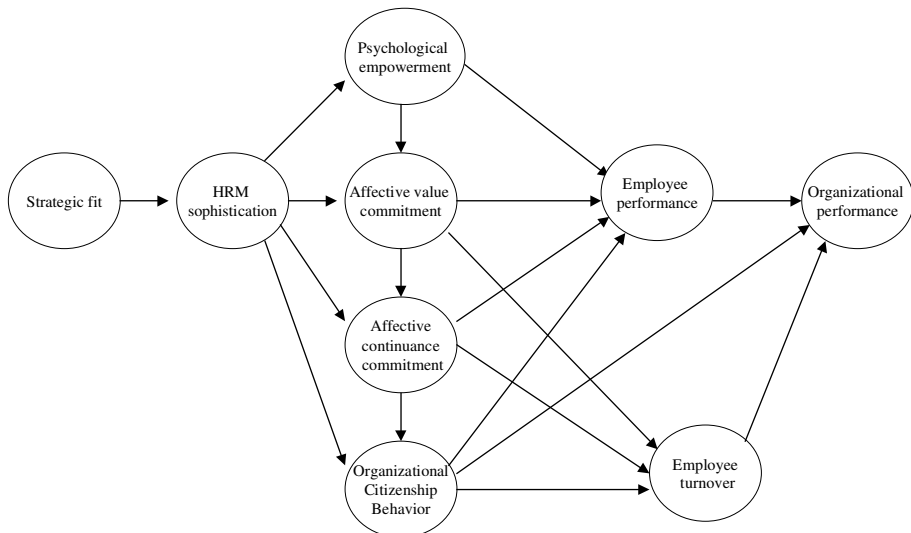 Psychological
empowerment
Strategic fit
HRM
sophistication
Affective value
commitment
Employee
performance
Organizational
performance
Affective
continuance
commitment
Organizational
Citizenship
Behavior
Employee
turnover